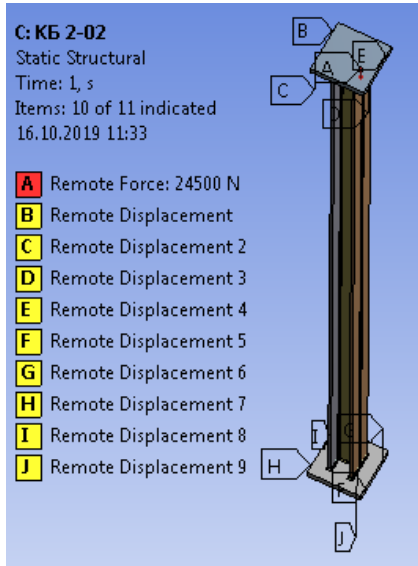 C: КБ 2-02
Static Structural
Time: 1, s
Items: 10 of 11 indicated
16.10.2019 11:33
A Remote Force: 24500 N
B Remote Displacement
C Remote Displacement 2
D Remote Displacement 3
E Remote Displacement 4
F Remote Displacement 5
G Remote Displacement 6
H Remote Displacement 7
I Remote Displacement 8
J Remote Displacement 9
B
E
A
C
D
I
G
H
F
J